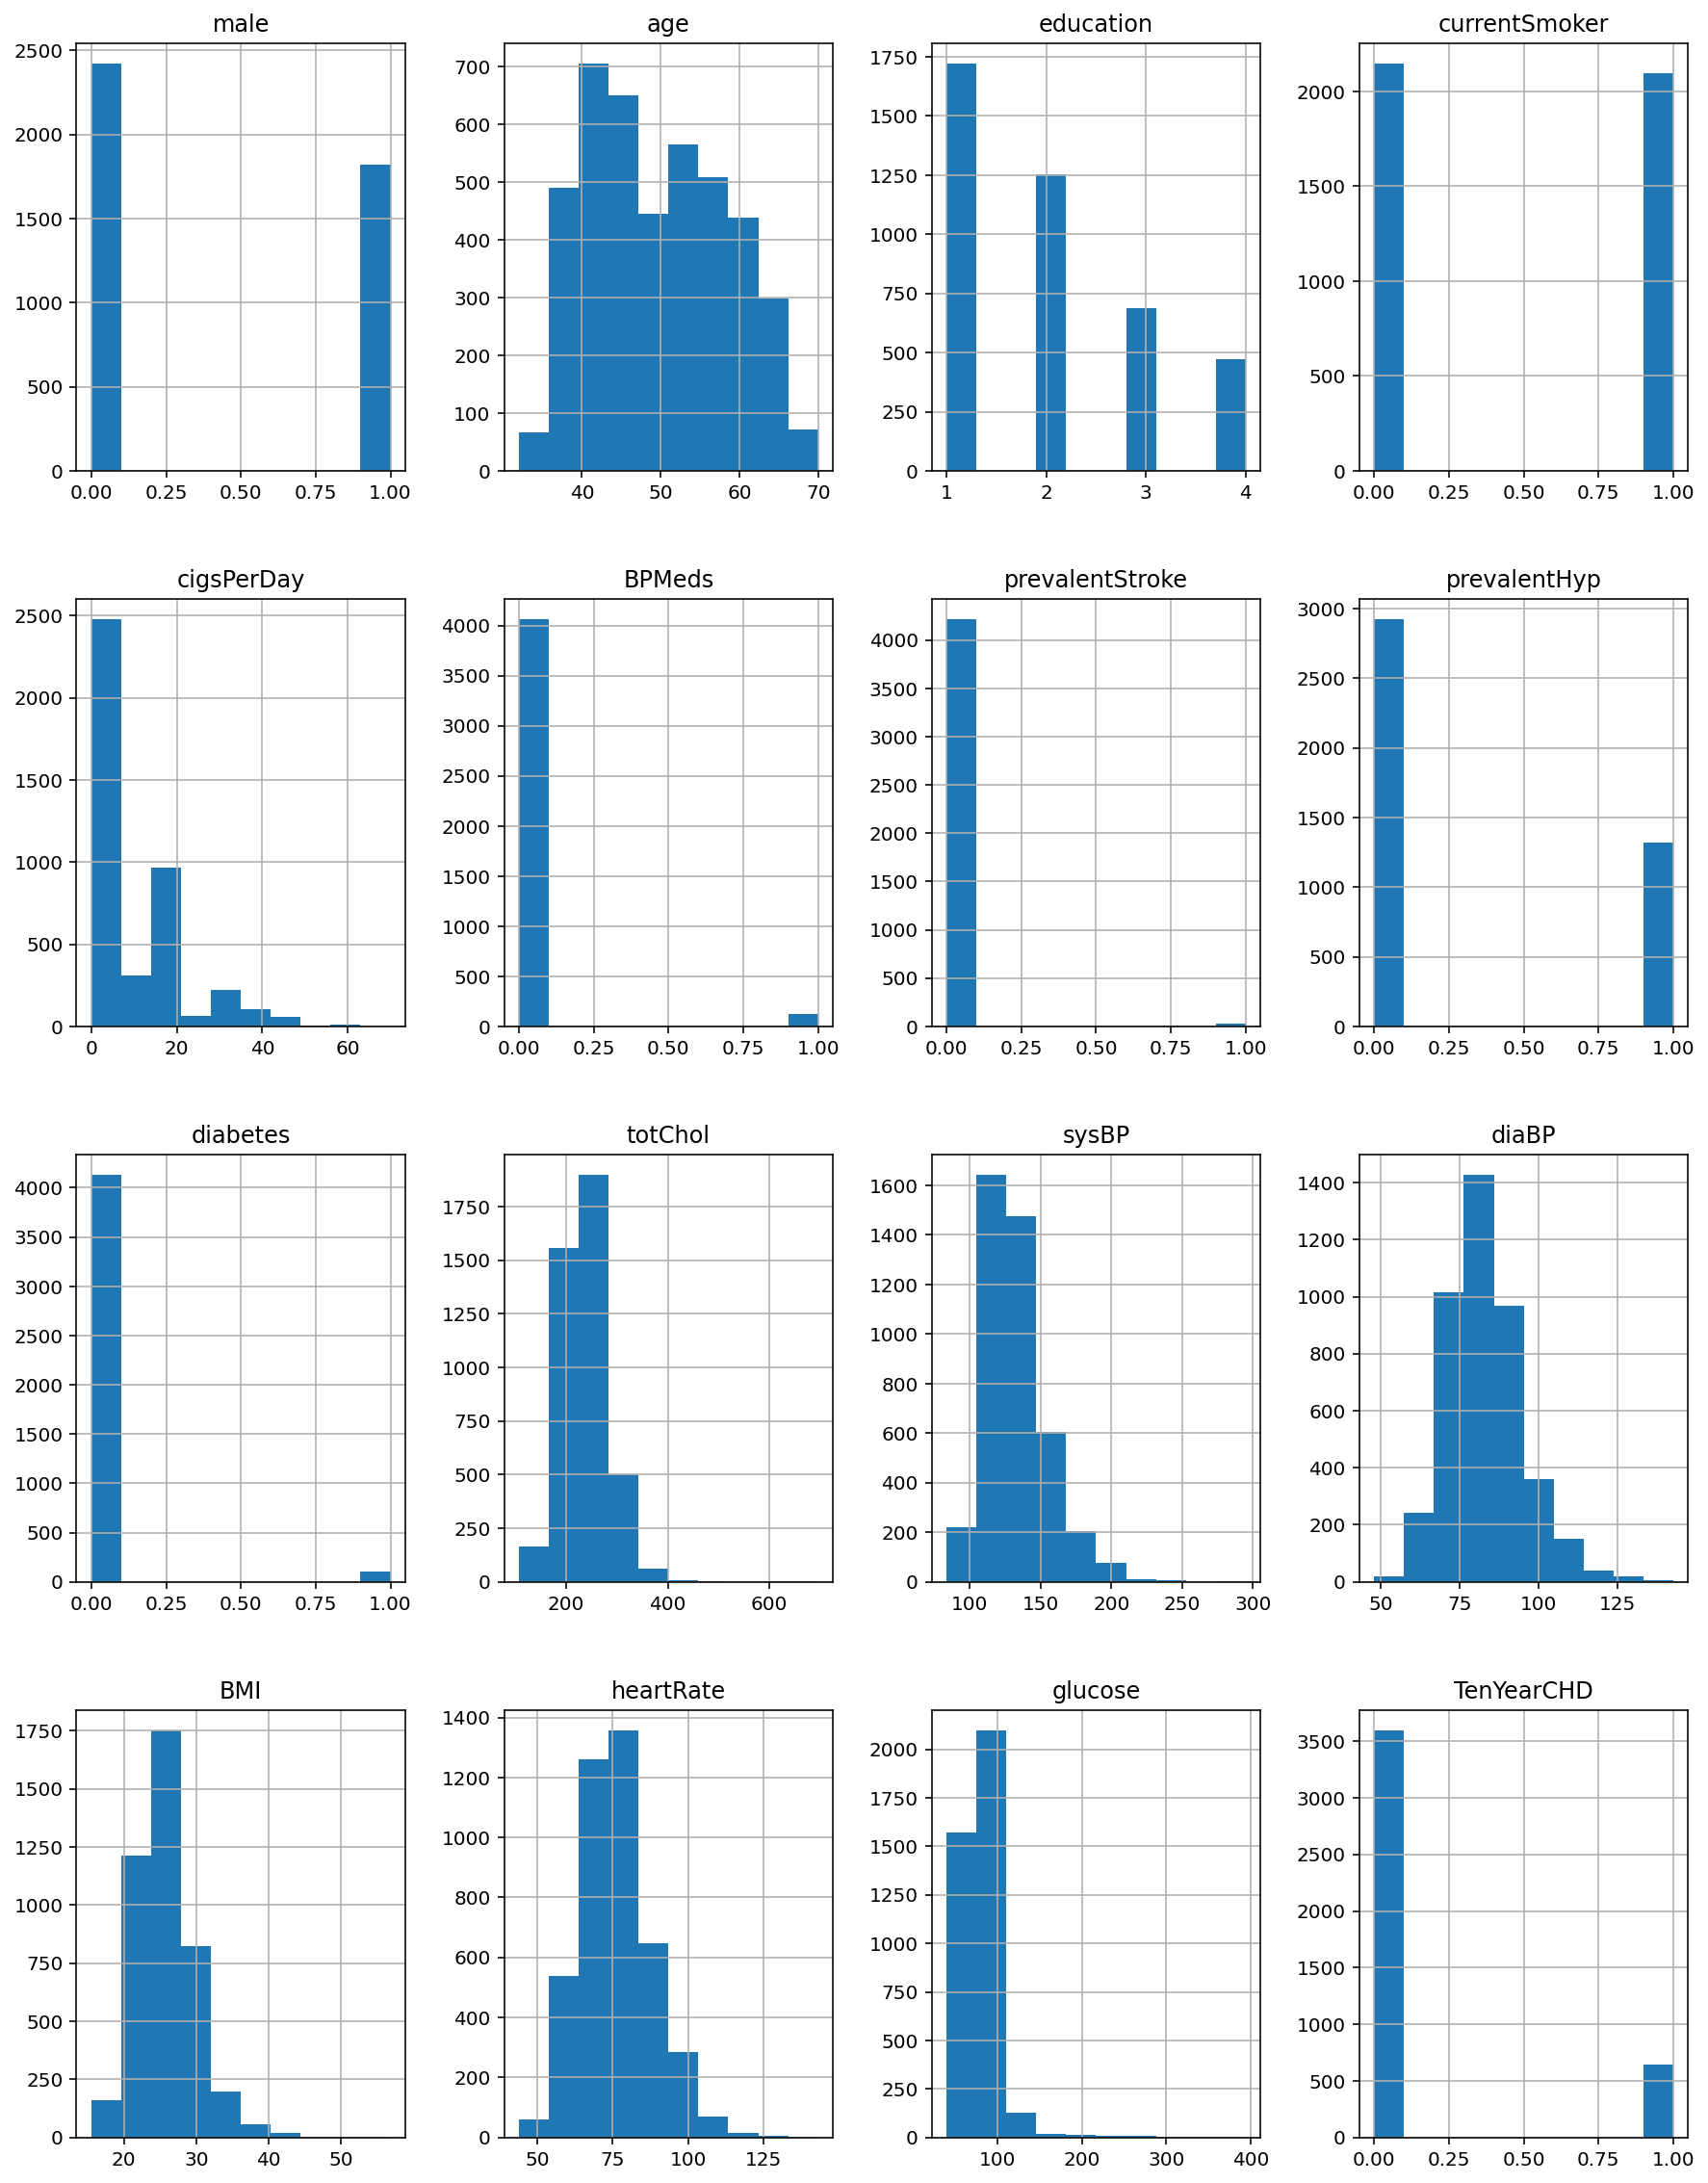 male age education currentSmoker
2500 2000 1500 1000 500 0
0.00 0.25 0.50 0.75 1.00
700 600 500 400 300 200 100 0
40 50 60 70
1750 1500 1250 1000 750 500 250 0
1 2 3 4
2000 1500 1000 500 0
0.00 0.25 0.50 0.75 1.00
cigsPerDay BPMeds prevalentStroke prevalentHyp
2500 2000 1500 1000 500 0
0 20 40 60
4000 3500 3000 2500 2000 1500 1000 500 0
0.00 0.25 0.50 0.75 1.00
4000 3500 3000 2500 2000 1500 1000 500 0
0.00 0.25 0.50 0.75 1.00
3000 2500 2000 1500 1000 500 0
0.00 0.25 0.50 0.75 1.00
diabetes totChol sysBP diaBP
4000 3500 3000 2500 2000 1500 1000 500 0
0.00 0.25 0.50 0.75 1.00
1750 1500 1250 1000 750 500 250 0
200 400 600
1600 1400 1200 1000 800 600 400 200 0
100 150 200 250 300
1400 1200 1000 800 600 400 200 0
50 75 100 125
BMI heartRate glucose TenYearCHD
1750 1500 1250 1000 750 500 250 0
20 30 40 50
1400 1200 1000 800 600 400 200 0
50 75 100 125
2000 1750 1500 1250 1000 750 500 250 0
100 200 300 400
3500 3000 2500 2000 1500 1000 500 0
0.00 0.25 0.50 0.75 1.00